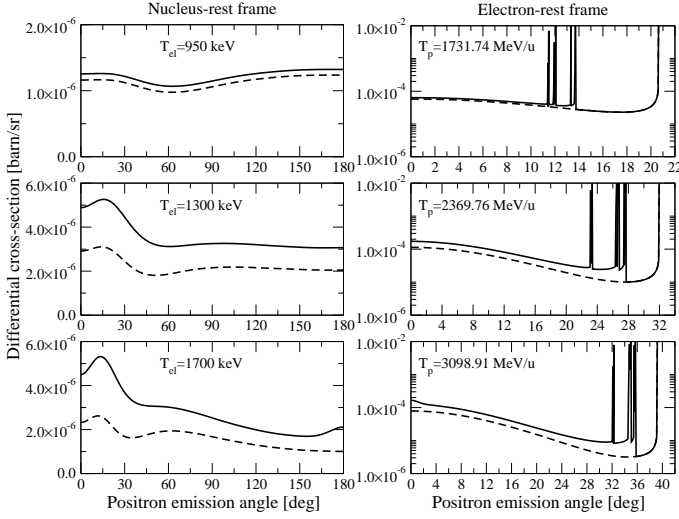 Nucleus-rest frame
Electron-rest frame
Differential cross-section [barn/sr]
2.0×10⁻⁶
1.0×10⁻⁶
0.0
T_el=950 keV
0 30 60 90 120 150 180
1.0×10⁻²
1.0×10⁻⁴
1.0×10⁻⁶
T_p=1731.74 MeV/u
0 2 4 6 8 10 12 14 16 18 20 22
6.0×10⁻⁶
4.0×10⁻⁶
2.0×10⁻⁶
0.0
T_el=1300 keV
0 30 60 90 120 150 180
1.0×10⁻²
1.0×10⁻⁴
1.0×10⁻⁶
T_p=2369.76 MeV/u
0 4 8 12 16 20 24 28 32
6.0×10⁻⁶
4.0×10⁻⁶
2.0×10⁻⁶
0.0
T_el=1700 keV
0 30 60 90 120 150 180
Positron emission angle [deg]
1.0×10⁻²
1.0×10⁻⁴
1.0×10⁻⁶
T_p=3098.91 MeV/u
0 4 8 12 16 20 24 28 32 36 40
Positron emission angle [deg]